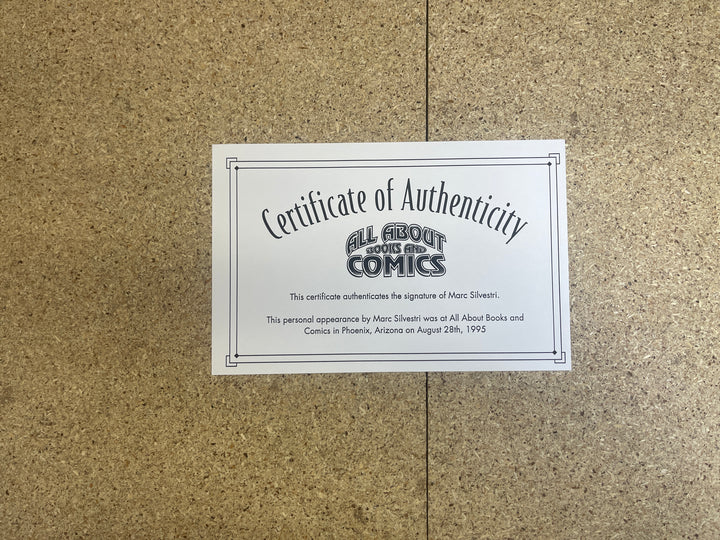 Certificate of Authenticity
ALL ABOUT
BOOKS AND
COMICS
This certificate authenticates the signature of Marc Silvestri.
This personal appearance by Marc Silvestri was at All About Books and
Comics in Phoenix, Arizona on August 28th, 1995